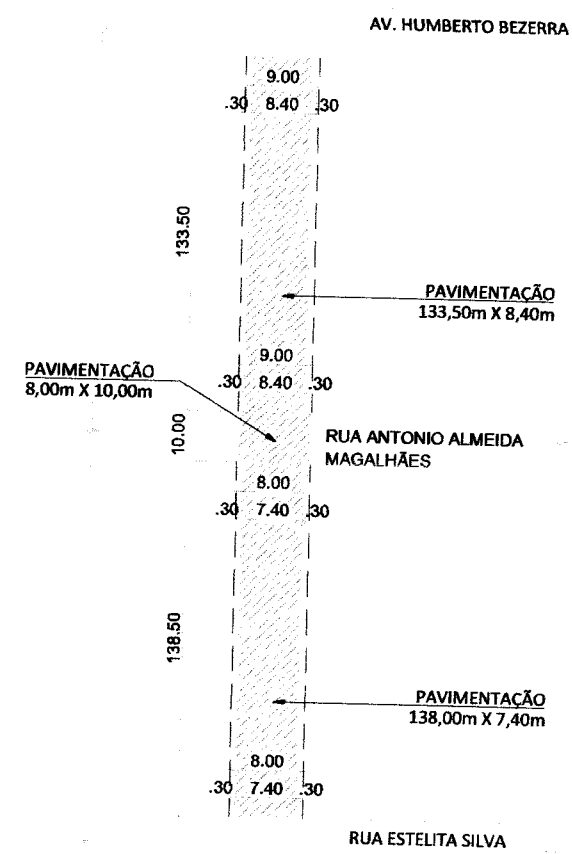 AV. HUMBERTO BEZERRA
9.00
.30 8.40 .30
133.50
PAVIMENTAÇÃO
133,50m X 8,40m
9.00
.30 8.40 .30
PAVIMENTAÇÃO
8,00m X 10,00m
10.00
RUA ANTONIO ALMEIDA
MAGALHÃES
8.00
.30 7.40 .30
138.50
PAVIMENTAÇÃO
138,00m X 7,40m
8.00
.30 7.40 .30
RUA ESTELITA SILVA